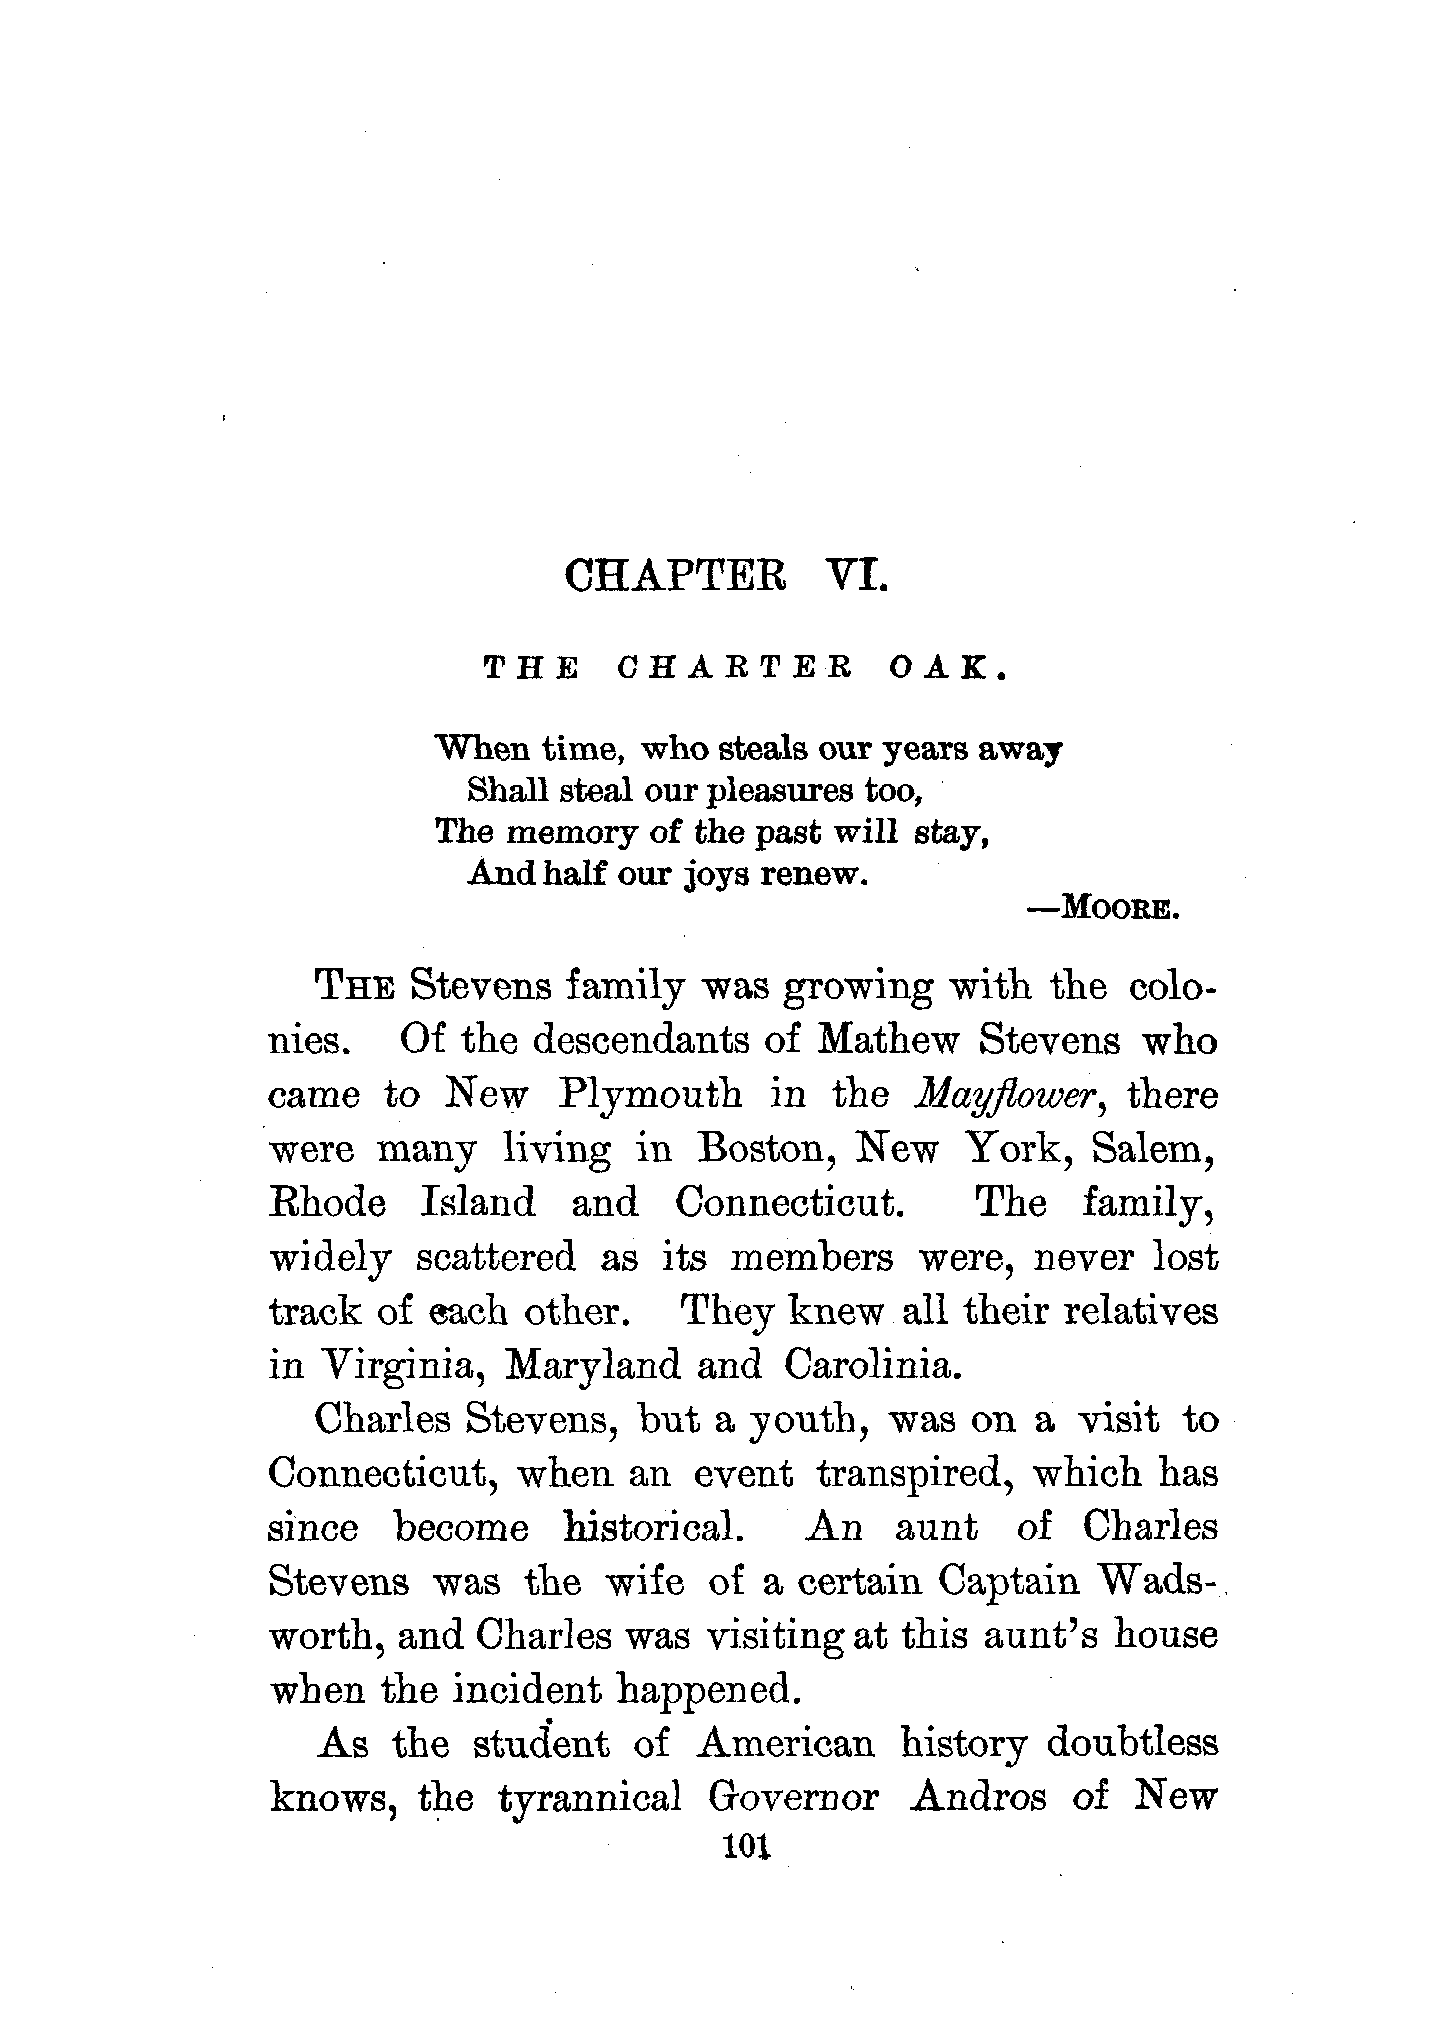 CHAPTER VI.
THE CHARTER OAK.
When time, who steals our years away
Shall steal our pleasures too,
The memory of the past will stay,
And half our joys renew.
—MOORE.
THE Stevens family was growing with the colo-
nies. Of the descendants of Mathew Stevens who
came to New Plymouth in the Mayflower, there
were many living in Boston, New York, Salem,
Rhode Island and Connecticut. The family,
widely scattered as its members were, never lost
track of each other. They knew all their relatives
in Virginia, Maryland and Carolinia.
Charles Stevens, but a youth, was on a visit to
Connecticut, when an event transpired, which has
since become historical. An aunt of Charles
Stevens was the wife of a certain Captain Wads-
worth, and Charles was visiting at this aunt's house
when the incident happened.
As the student of American history doubtless
knows, the tyrannical Governor Andros of New
101